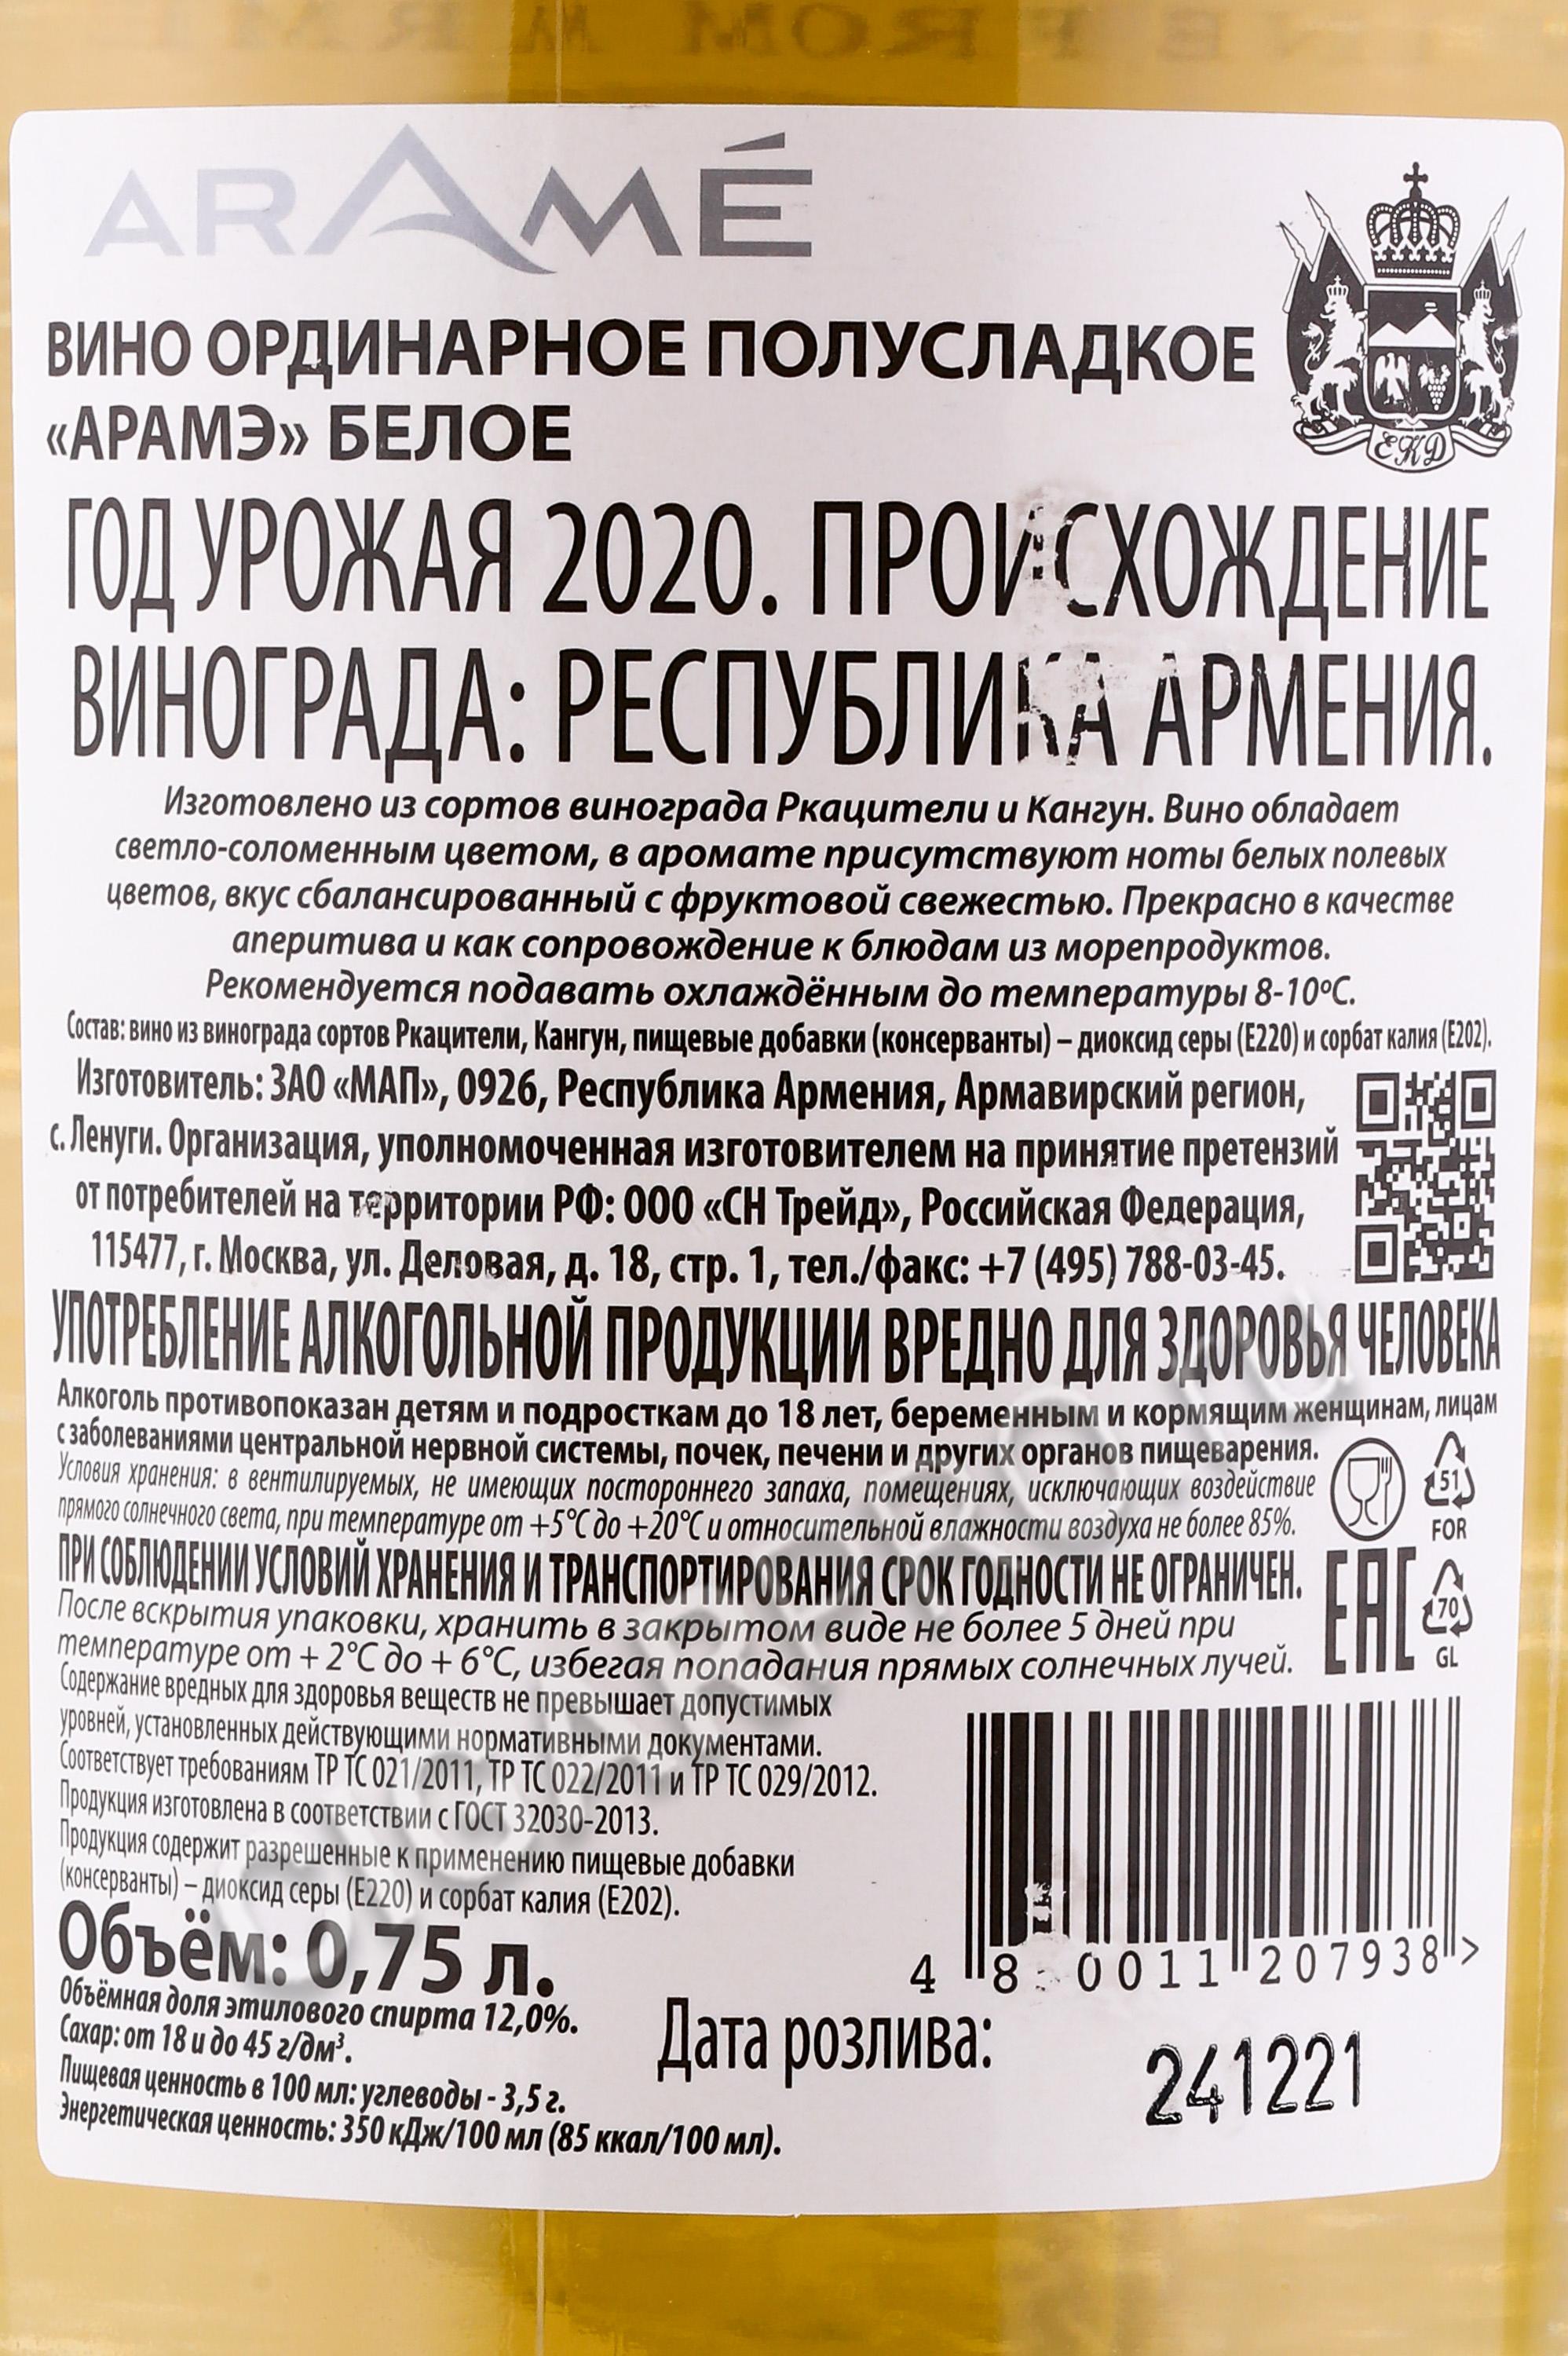 ARAMÉ
ВИНО ОРДИНАРНОЕ ПОЛУСЛАДКОЕ
«АРАМЭ» БЕЛОЕ
ЕКД
ГОД УРОЖАЯ 2020. ПРОИСХОЖДЕНИЕ
ВИНОГРАДА: РЕСПУБЛИКА АРМЕНИЯ.
Изготовлено из сортов винограда Ркацители и Кангун. Вино обладает
светло-соломенным цветом, в аромате присутствуют ноты белых полевых
цветов, вкус сбалансированный с фруктовой свежестью. Прекрасно в качестве
аперитива и как сопровождение к блюдам из морепродуктов.
Рекомендуется подавать охлаждённым до температуры 8-10ºС.
Состав: вино из винограда сортов Ркацители, Кангун, пищевые добавки (консерванты) – диоксид серы (Е220) и сорбат калия (Е202).
Изготовитель: ЗАО «МАП», 0926, Республика Армения, Армавирский регион,
с. Ленуги. Организация, уполномоченная изготовителем на принятие претензий
от потребителей на территории РФ: ООО «СН Трейд», Российская Федерация,
115477, г. Москва, ул. Деловая, д. 18, стр. 1, тел./факс: +7 (495) 788-03-45.
УПОТРЕБЛЕНИЕ АЛКОГОЛЬНОЙ ПРОДУКЦИИ ВРЕДНО ДЛЯ ЗДОРОВЬЯ ЧЕЛОВЕКА
Алкоголь противопоказан детям и подросткам до 18 лет, беременным и кормящим женщинам, лицам
с заболеваниями центральной нервной системы, почек, печени и других органов пищеварения.
Условия хранения: в вентилируемых, не имеющих постороннего запаха, помещениях, исключающих воздействие
прямого солнечного света, при температуре от +5°С до +20°С и относительной влажности воздуха не более 85%.
51
FOR
ПРИ СОБЛЮДЕНИИ УСЛОВИЙ ХРАНЕНИЯ И ТРАНСПОРТИРОВАНИЯ СРОК ГОДНОСТИ НЕ ОГРАНИЧЕН.
После вскрытия упаковки, хранить в закрытом виде не более 5 дней при
температуре от + 2°С до + 6°С, избегая попадания прямых солнечных лучей.
EAC
70
GL
Содержание вредных для здоровья веществ не превышает допустимых
уровней, установленных действующими нормативными документами.
Соответствует требованиям ТР ТС 021/2011, ТР ТС 022/2011 и ТР ТС 029/2012.
Продукция изготовлена в соответствии с ГОСТ 32030-2013.
Продукция содержит разрешенные к применению пищевые добавки
(консерванты) – диоксид серы (Е220) и сорбат калия (Е202).
Объём: 0,75 л.
4 8 0011 207938 >
Объёмная доля этилового спирта 12,0%.
Сахар: от 18 и до 45 г/дм³.
Пищевая ценность в 100 мл: углеводы - 3,5 г.
Энергетическая ценность: 350 кДж/100 мл (85 ккал/100 мл).
Дата розлива:
241221